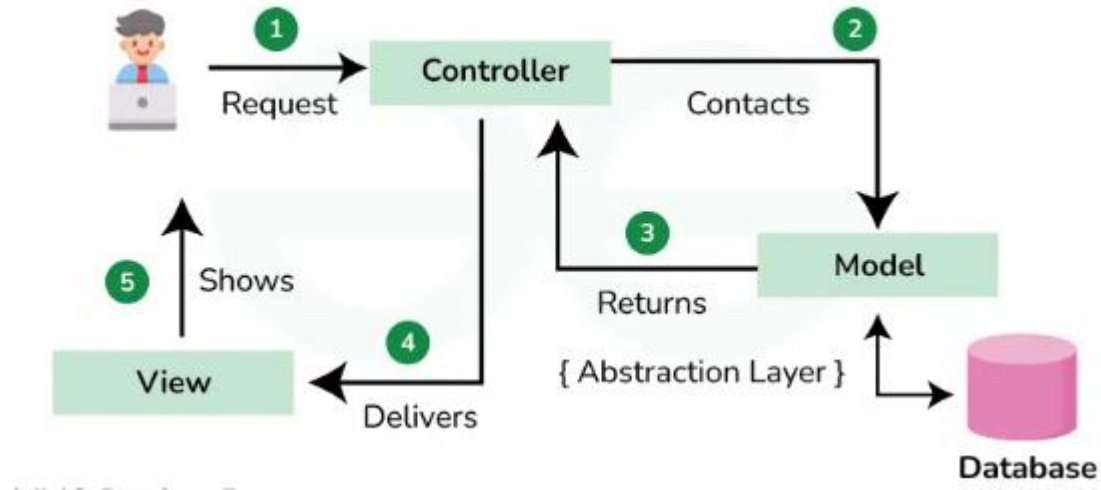 1
2
Controller
Request
Contacts
3
Model
5
Shows
Returns
4
{ Abstraction Layer }
View
Delivers
Database